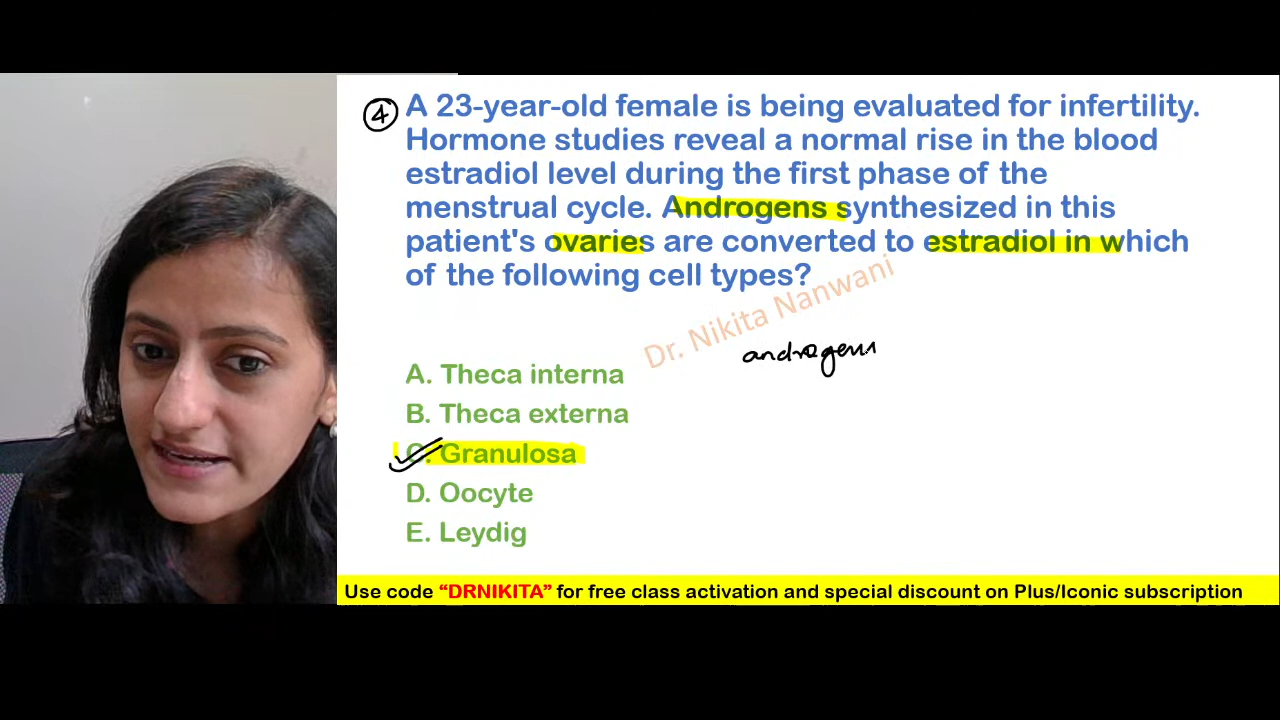 4
A 23-year-old female is being evaluated for infertility.
Hormone studies reveal a normal rise in the blood
estradiol level during the first phase of the
menstrual cycle. Androgens synthesized in this
patient's ovaries are converted to estradiol in which
of the following cell types?
Dr. Nikita Nanwani
androgens
A. Theca interna
B. Theca externa
C. Granulosa
D. Oocyte
E. Leydig
Use code “DRNIKITA” for free class activation and special discount on Plus/Iconic subscription